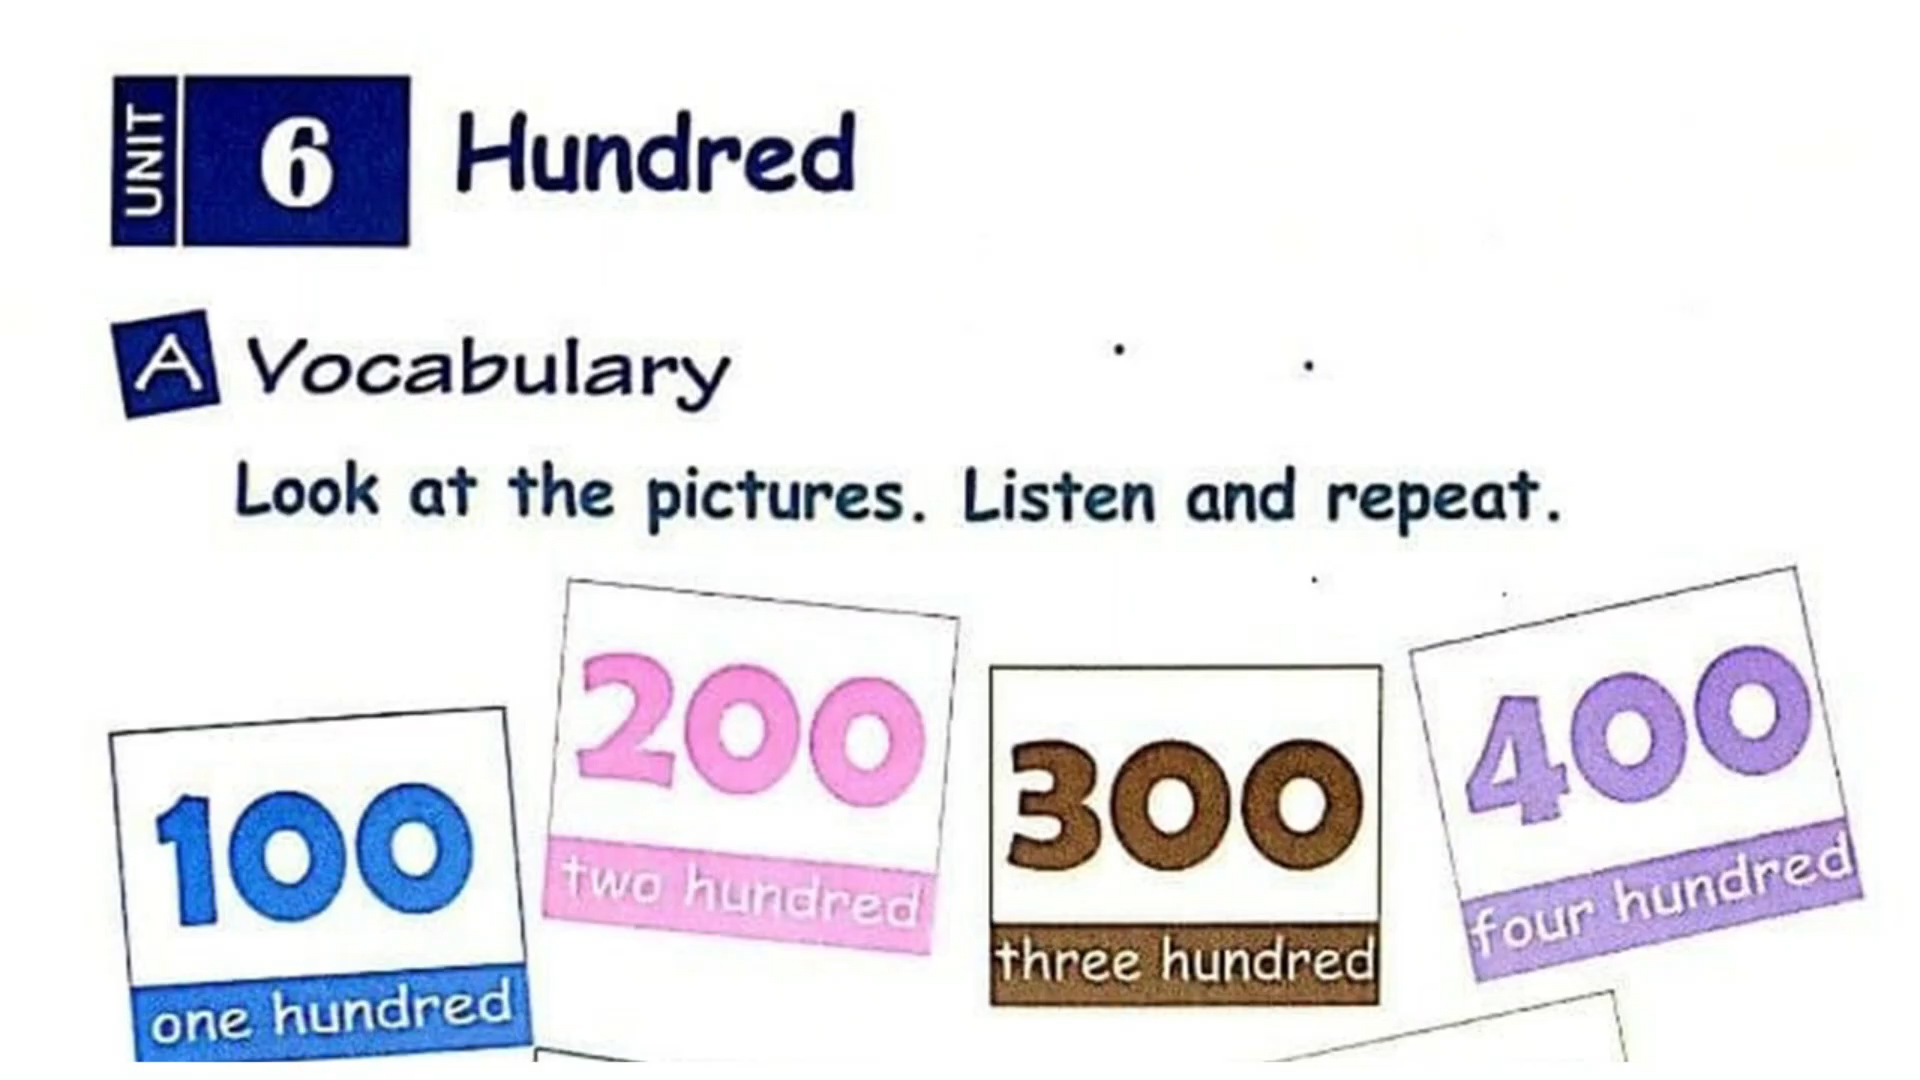 UNIT 6 Hundred
A Vocabulary
Look at the pictures. Listen and repeat.
100
one hundred
200
two hundred
300
three hundred
400
four hundred